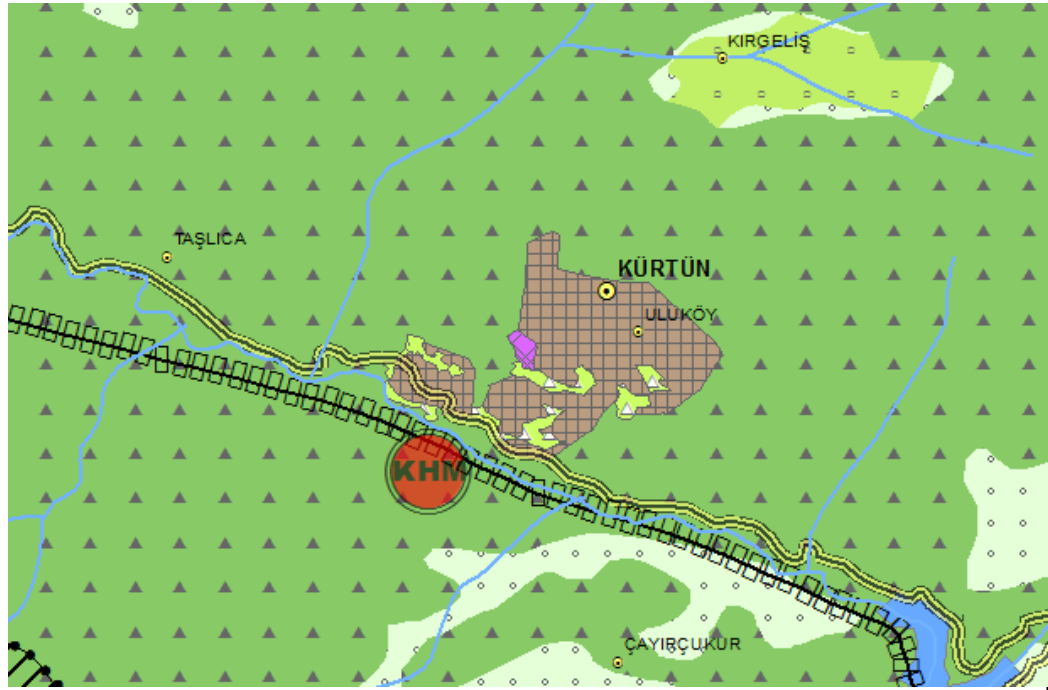 KIRGELİŞ
TAŞLICA
KÜRTÜN
ULUKÖY
KHM
ÇAYIRÇUKUR